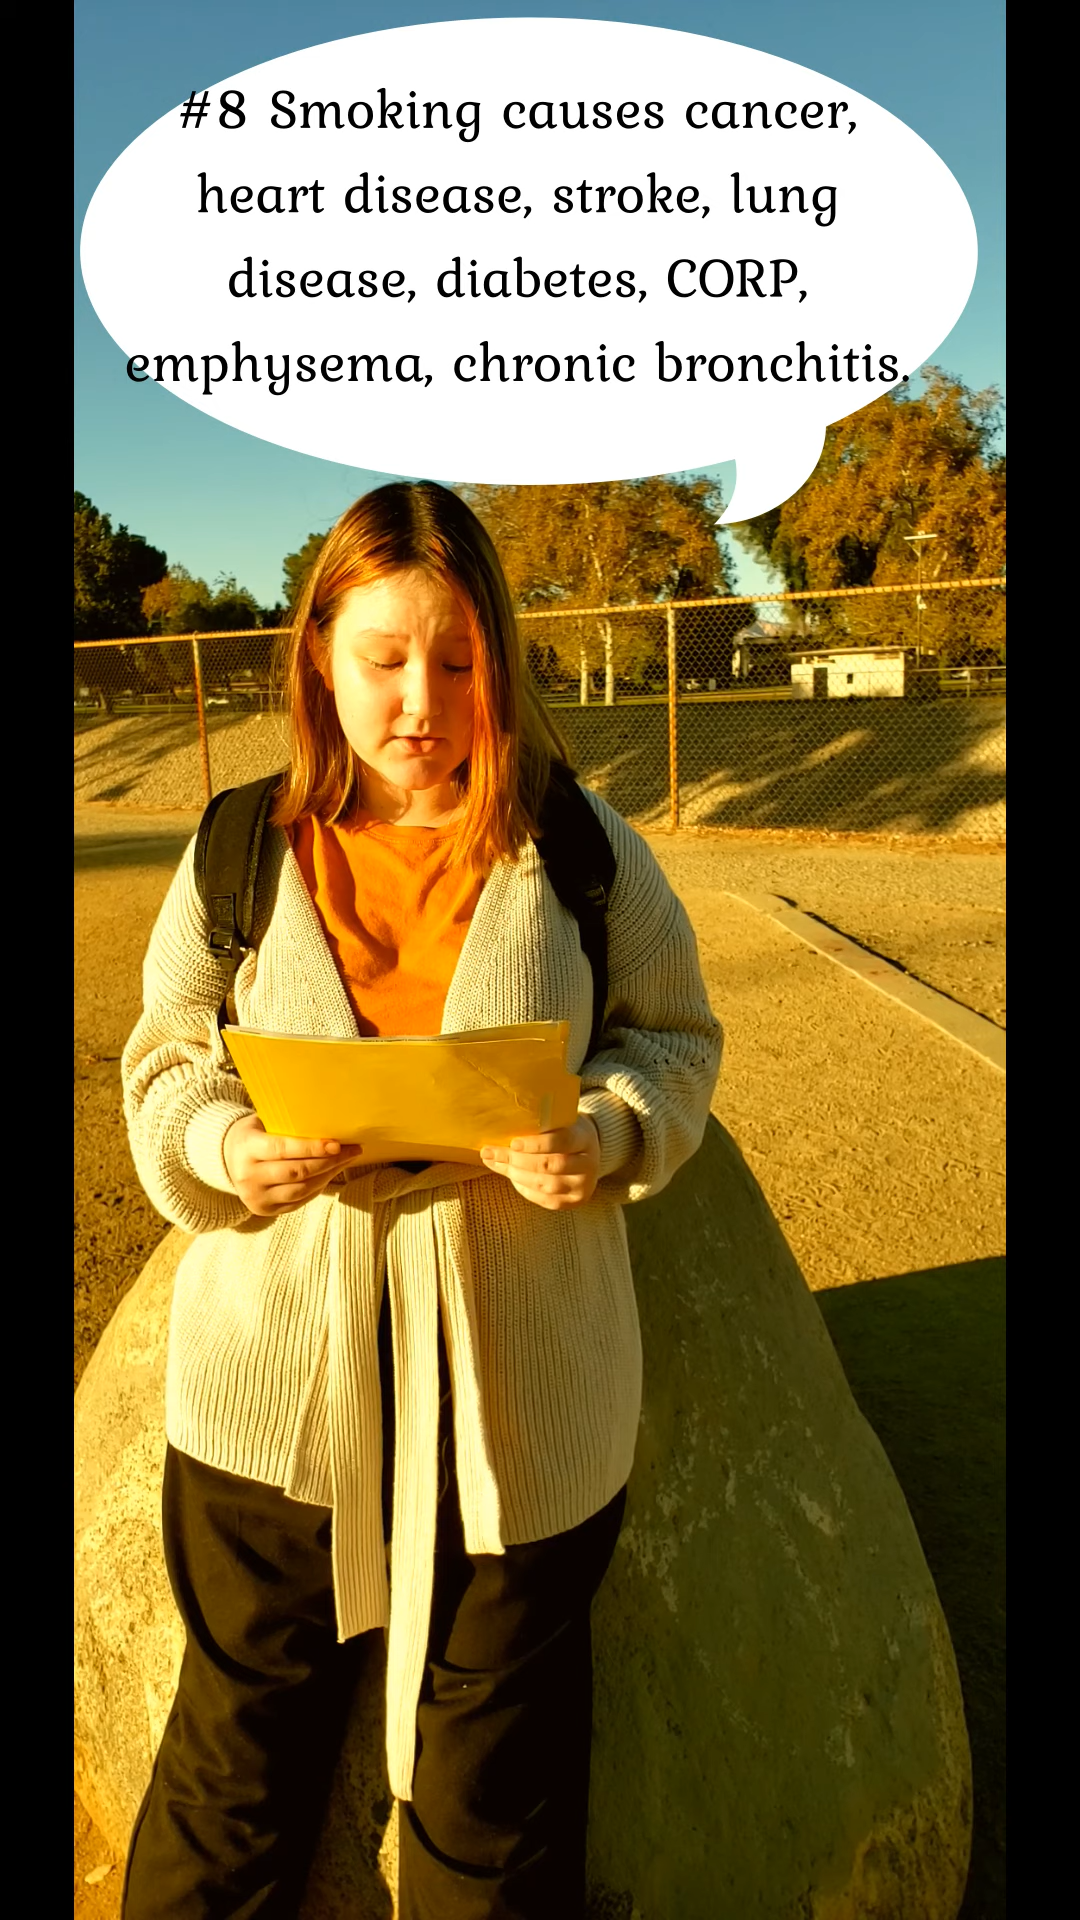 #8 Smoking causes cancer,
heart disease, stroke, lung
disease, diabetes, CORP,
emphysema, chronic bronchitis.